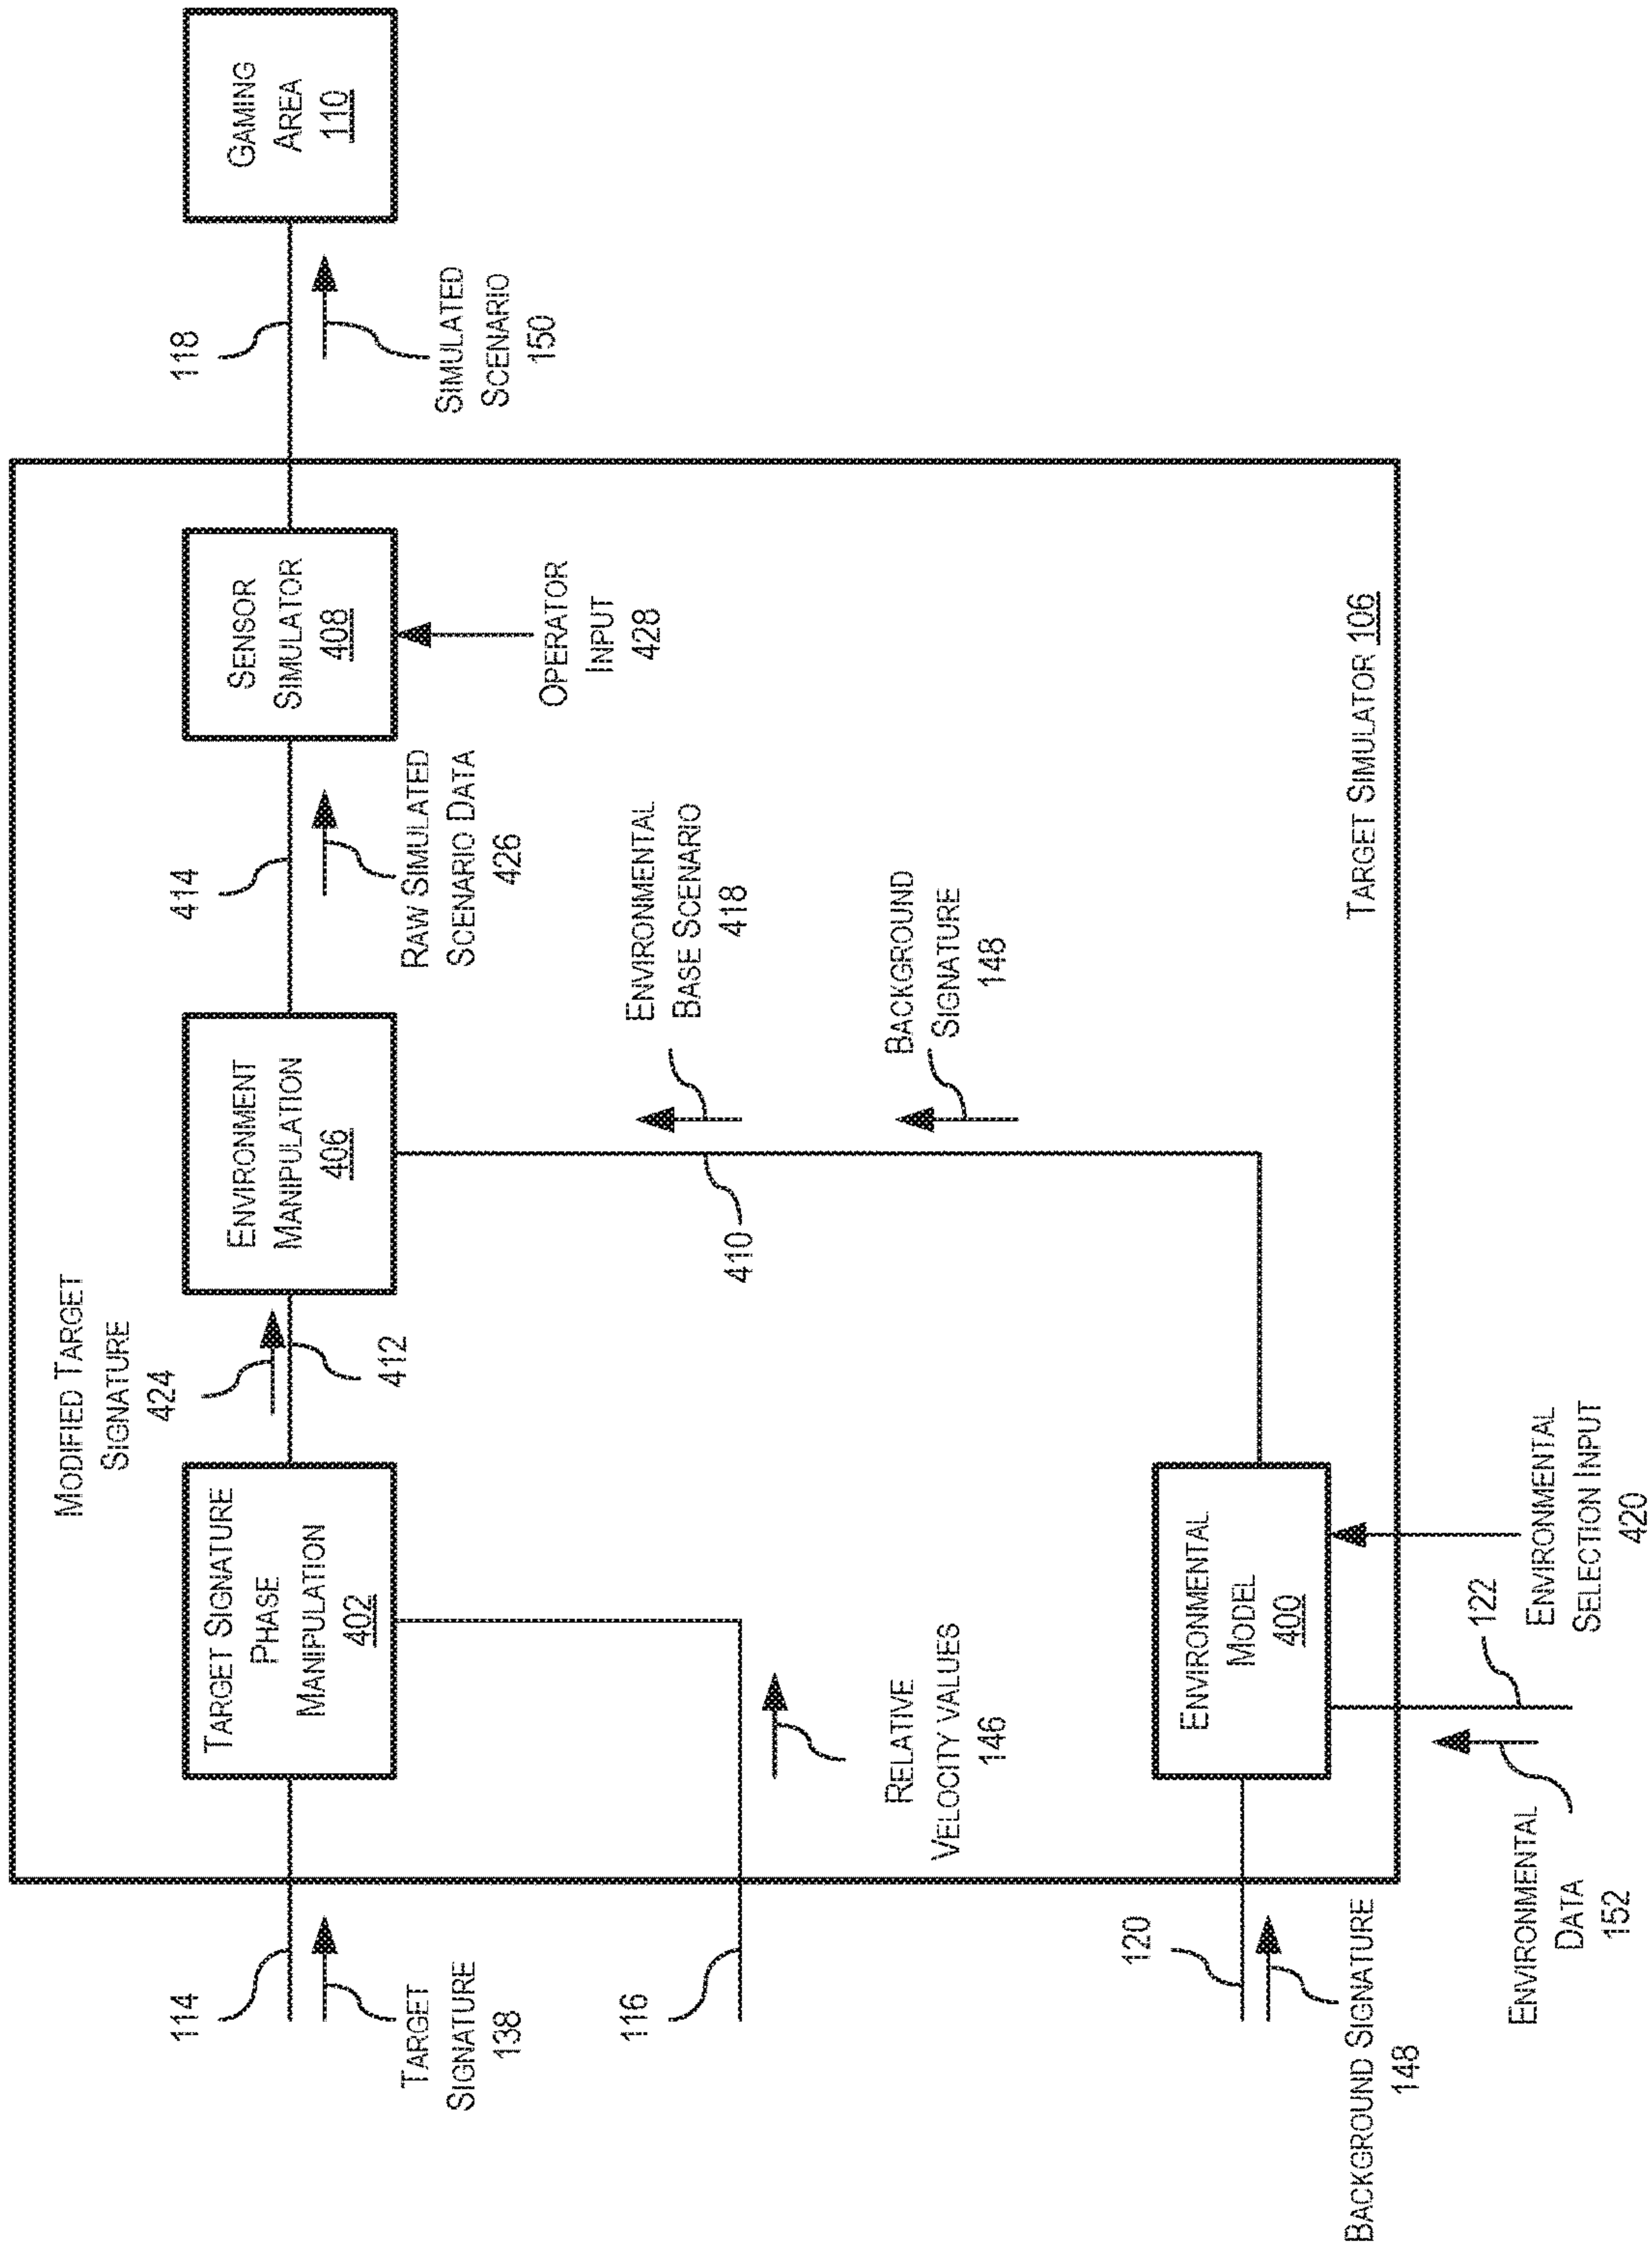 GAMING
AREA
110
118
SIMULATED
SCENARIO
150
SENSOR
SIMULATOR
408
OPERATOR
INPUT
428
414
RAW SIMULATED
SCENARIO DATA
426
ENVIRONMENT
MANIPULATION
406
ENVIRONMENTAL
BASE SCENARIO
418
BACKGROUND
SIGNATURE
148
410
MODIFIED TARGET
SIGNATURE
424
412
TARGET SIGNATURE
PHASE
MANIPULATION
402
RELATIVE
VELOCITY VALUES
146
ENVIRONMENTAL
MODEL
400
TARGET SIMULATOR 106
114
TARGET
SIGNATURE
138
116
120
BACKGROUND SIGNATURE
148
ENVIRONMENTAL
DATA
152
122
ENVIRONMENTAL
SELECTION INPUT
420